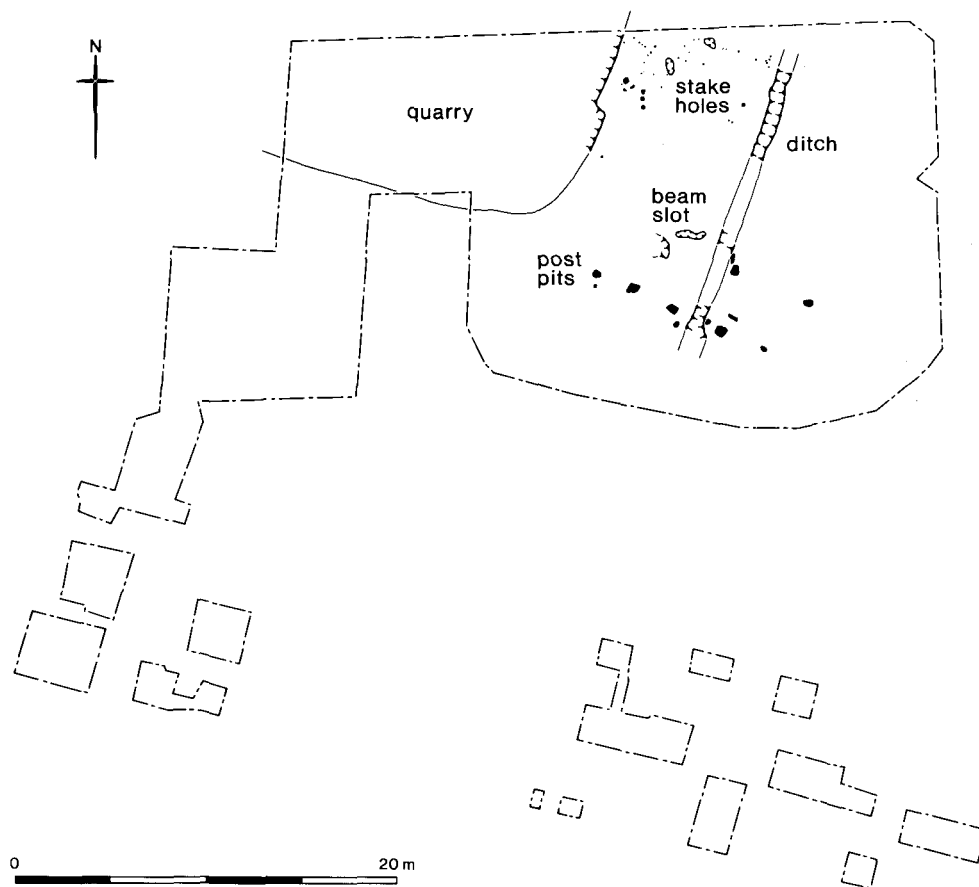 N
quarry
stake
holes
ditch
beam
slot
post
pits
0
20 m